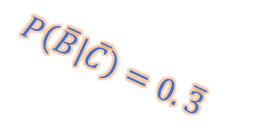 P(B̅|C̅) = 0.3̅